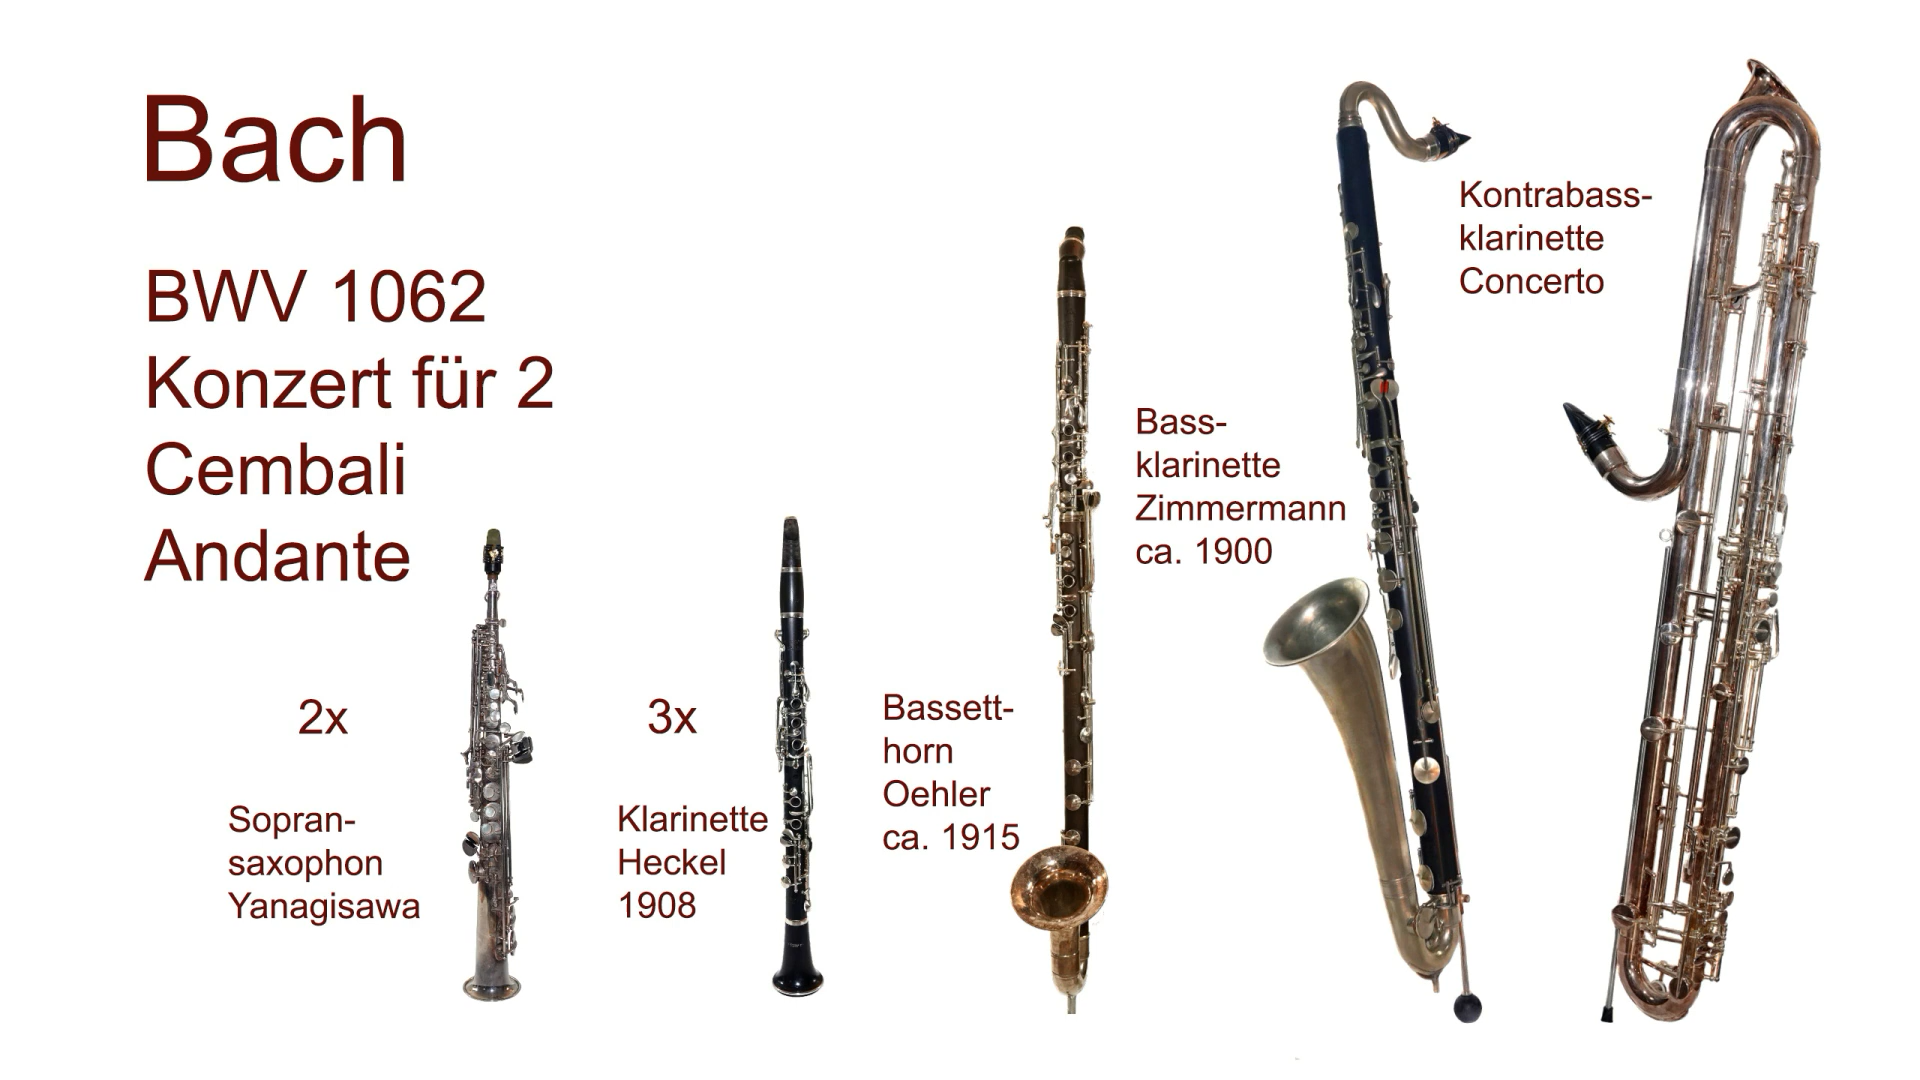 Bach
BWV 1062
Konzert für 2
Cembali
Andante
2x
Sopran-
saxophon
Yanagisawa
3x
Klarinette
Heckel
1908
Bassett-
horn
Oehler
ca. 1915
Bass-
klarinette
Zimmermann
ca. 1900
Kontrabass-
klarinette
Concerto